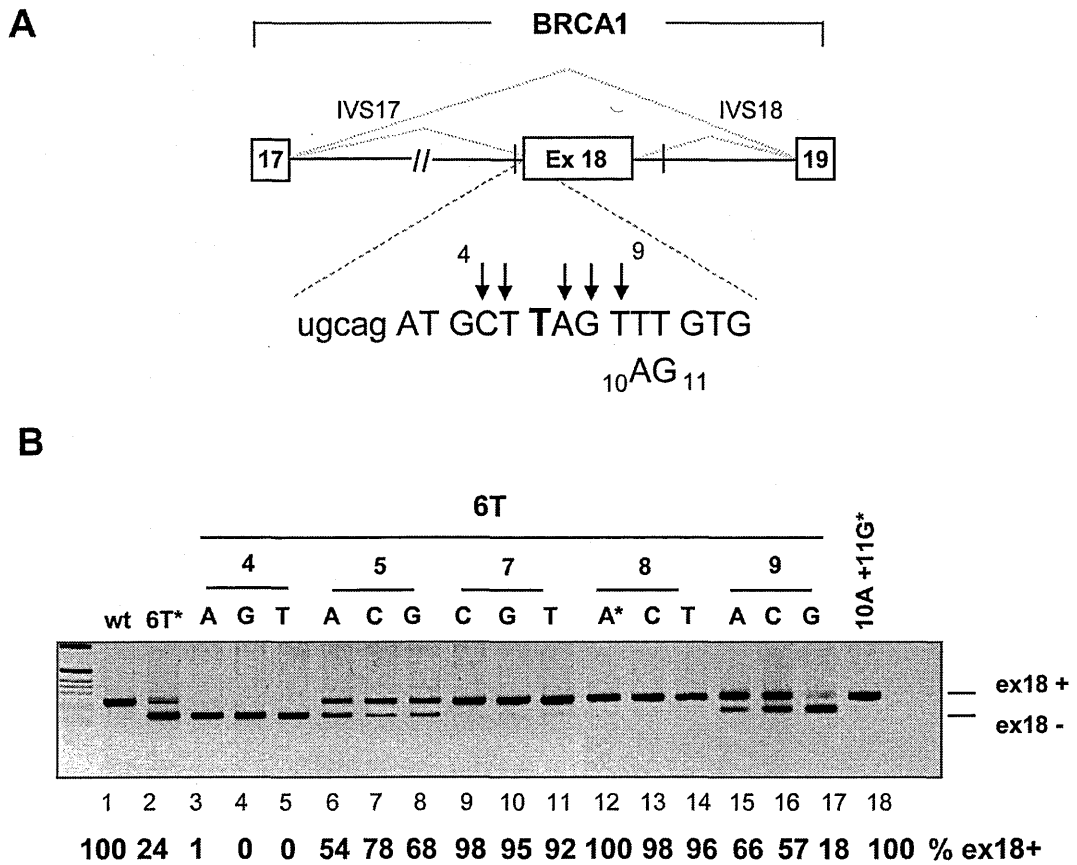 A
BRCA1
IVS17 IVS18
17 // Ex 18 19
4 9
ugcag ATGCT TAG TTT GTG
10AG 11
B
6T
4 5 7 8 9
wt 6T* A G T A C G C G T A* C T A C G 10A +11G*
ex18 +
ex18 -
1 2 3 4 5 6 7 8 9 10 11 12 13 14 15 16 17 18
100 24 1 0 0 54 78 68 98 95 92 100 98 96 66 57 18 100 % ex18+